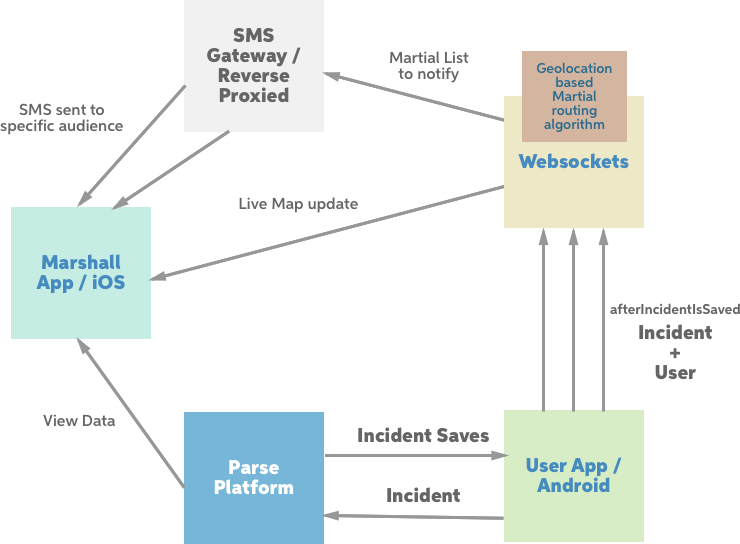 SMS
Gateway /
Reverse
Proxied
Martial List
to notify
Geolocation
based
Martial
routing
algorithm
Websockets
SMS sent to
specific audience
Live Map update
Marshall
App / iOS
afterIncidentIsSaved
Incident
+
User
View Data
Parse
Platform
Incident Saves
Incident
User App /
Android